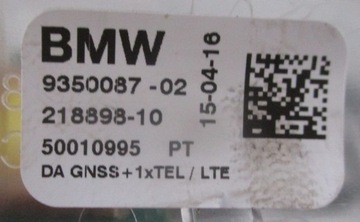 BMW
9350087-02
218898-10
50010995 PT
DA GNSS+1xTEL / LTE
15-04-16